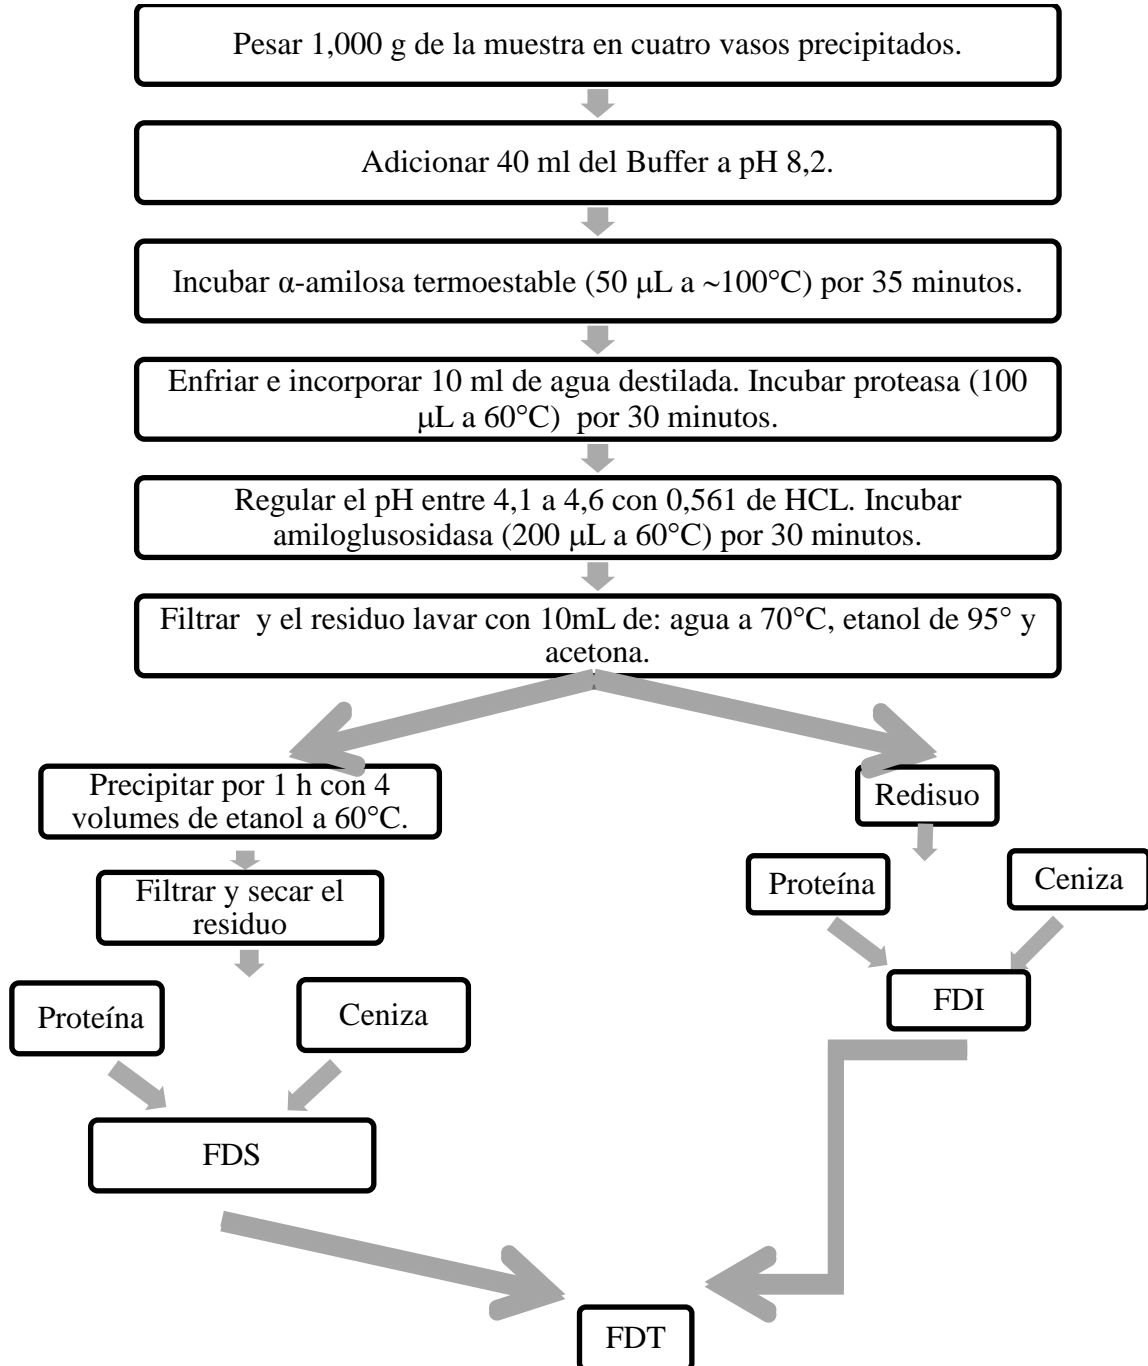 Pesar 1,000 g de la muestra en cuatro vasos precipitados.
Adicionar 40 ml del Buffer a pH 8,2.
Incubar α-amilosa termoestable (50 μL a ~100°C) por 35 minutos.
Enfriar e incorporar 10 ml de agua destilada. Incubar proteasa (100
μL a 60°C) por 30 minutos.
Regular el pH entre 4,1 a 4,6 con 0,561 de HCL. Incubar
amiloglusosidasa (200 μL a 60°C) por 30 minutos.
Filtrar y el residuo lavar con 10mL de: agua a 70°C, etanol de 95° y
acetona.
Precipitar por 1 h con 4
volumes de etanol a 60°C.
Filtrar y secar el
residuo
Proteína
Ceniza
FDS
Redisuo
Proteína
Ceniza
FDI
FDT